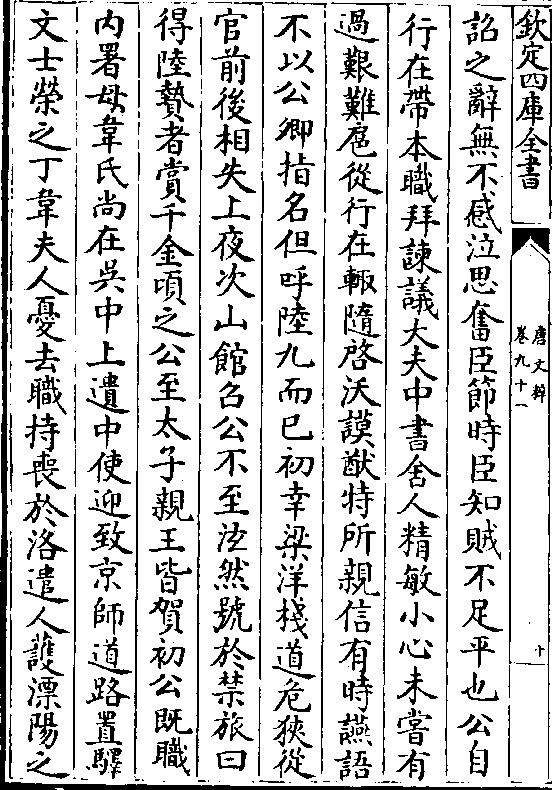 欽定四庫全書
唐文粹
卷九十一
十
詔之辭無不感泣思奮臣節時臣知賊不足平也公自
行在帶本職拜諫議大夫中書舍人精敏小心未嘗有
過艱難扈從行在輙隨啓沃謨猷特所親信有時讌語
不以公卿指名但呼陸九而已初幸梁洋棧道危狹從
官前後相失上夜次山館召公不至泫然號於禁旅曰
得陸贄者賞千金頃之公至太子親王皆賀初公既職
内署母韋氏尚在吳中上遣中使迎致京師道路置驛
文士榮之丁韋夫人憂去職持喪於洛遣人護溧陽之